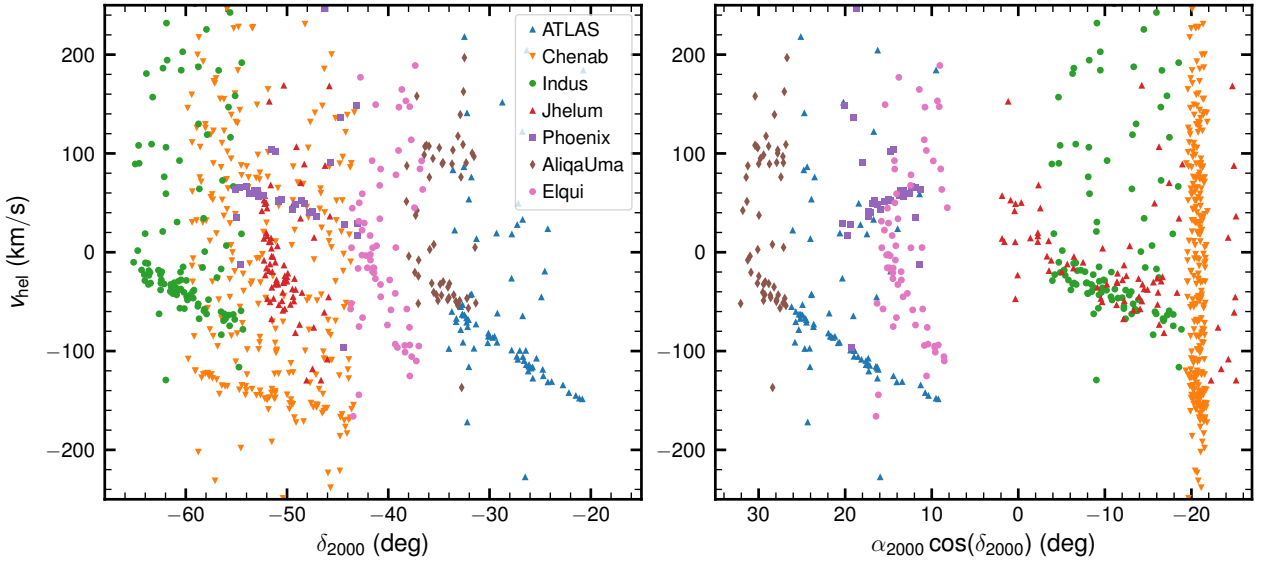 ATLAS
Chenab
Indus
Jhelum
Phoenix
AliqaUma
Elqui
200
100
0
−100
−200
v_hel (km/s)
−60 −50 −40 −30 −20
δ_2000 (deg)
200
100
0
−100
−200
30 20 10 0 −10 −20
α_2000 cos(δ_2000) (deg)